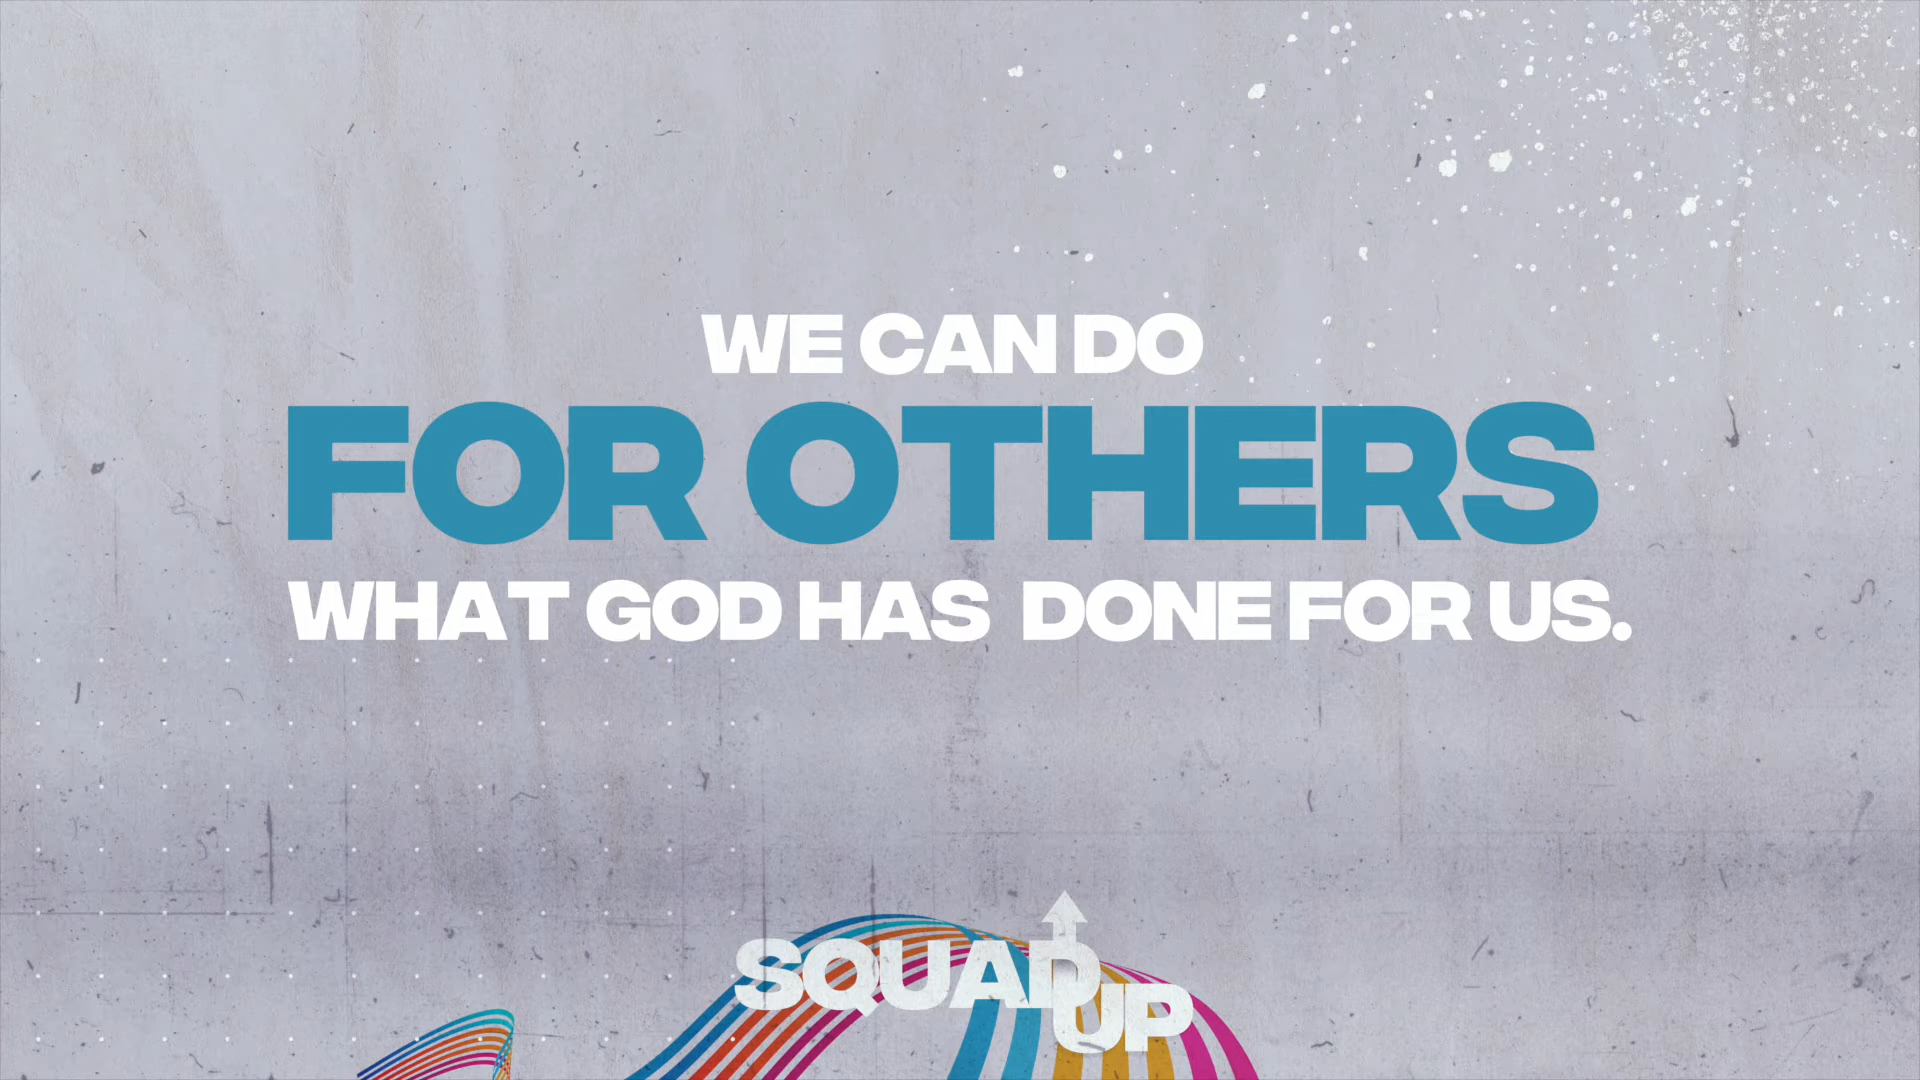 WE CAN DO
FOR OTHERS
WHAT GOD HAS DONE FOR US.
SQUAD
UP